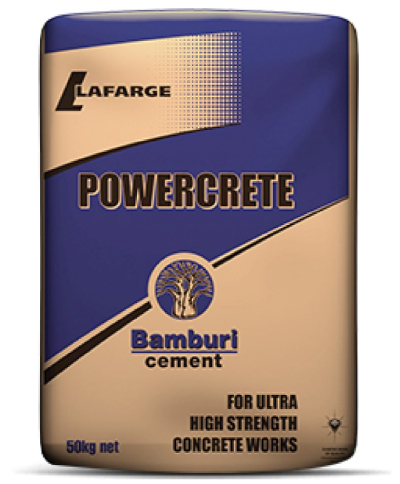 LAFARGE
POWERCRETE
Bamburi
cement
FOR ULTRA
HIGH STRENGTH
50kg net
CONCRETE WORKS